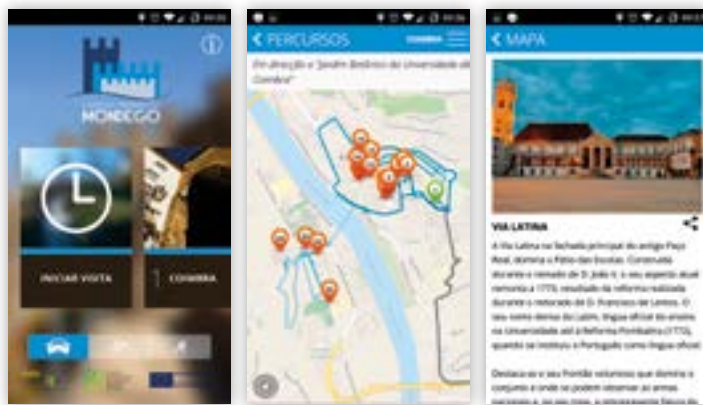 MONDEGO
INICIAR VISITA
COIMBRA
PERCURSOS
COIMBRA
Em direcção a "Jardim Botânico da Universidade de
Coimbra"
MAPA
VIA LATINA
A Via Latina na fachada principal do antigo Paço
Real, domina o Pátio das Escolas. Construída
durante o reinado de D. João V, o seu aspecto atual
remonta a 1773, resultado da reforma realizada
durante o reitorado de D. Francisco de Lemos. O
seu nome deriva do Latim, língua oficial do ensino
na Universidade até à Reforma Pombalina (1772),
quando se institui o Português como língua oficial.
Destaca-se o seu frontão volumoso que domina o
conjunto e onde se podem observar as armas